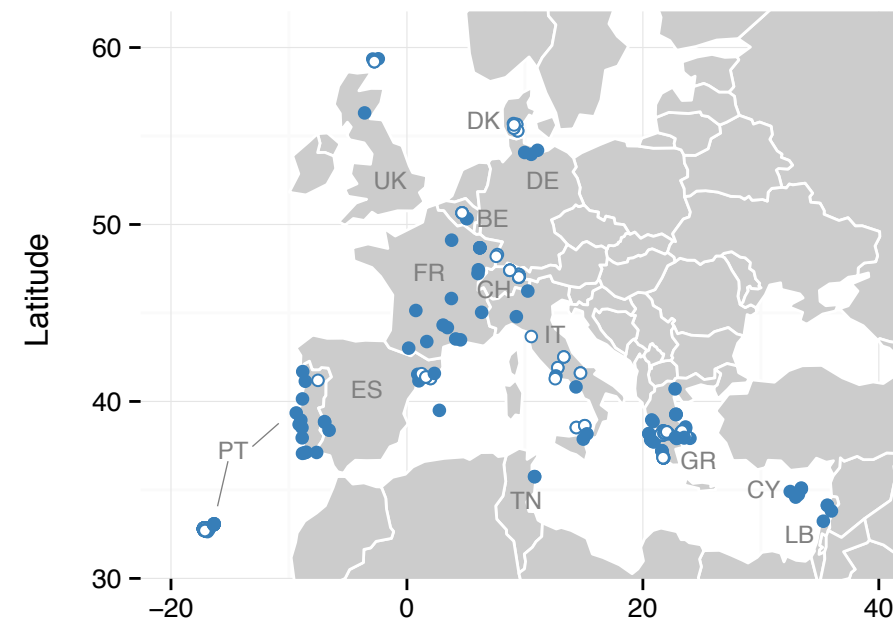 60
DK
UK
DE
50
BE
FR
CH
IT
ES
40
PT
GR
CY
TN
LB
30
−20 0 20 40
Latitude